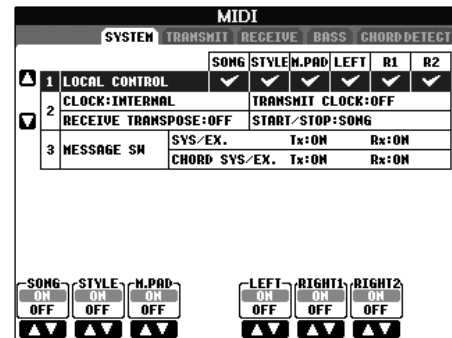 MIDI
SYSTEM TRANSMIT RECEIVE BASS CHORD DETECT
SONG STYLE M.PAD LEFT R1 R2
1 LOCAL CONTROL
2 CLOCK:INTERNAL TRANSMIT CLOCK:OFF
RECEIVE TRANSPOSE:OFF START/STOP:SONG
3 MESSAGE SW SYS/EX. Tx:ON Rx:ON
CHORD SYS/EX. Tx:ON Rx:ON
SONG STYLE M.PAD LEFT RIGHT1 RIGHT2
ON ON ON ON ON ON
OFF OFF OFF OFF OFF OFF